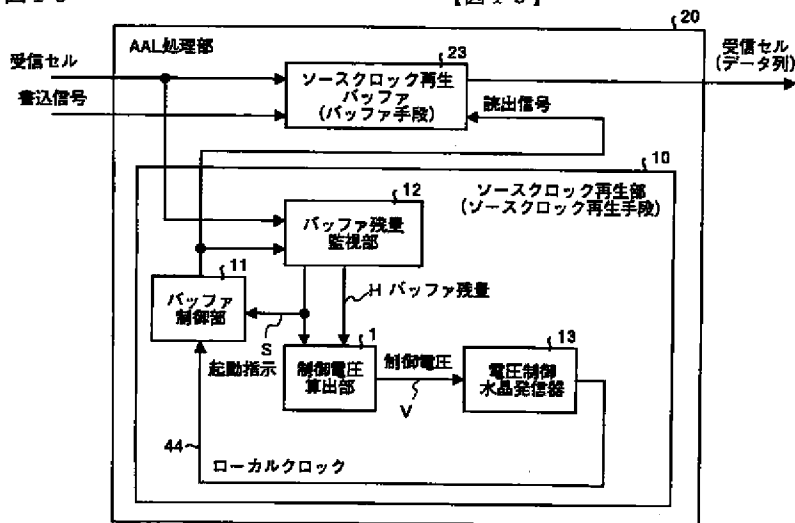 20
AAL処理部
受信セル
書込信号
23
ソースクロック再生
バッファ
(バッファ手段)
受信セル
(データ列)
読出信号
10
ソースクロック再生部
(ソースクロック再生手段)
12
バッファ残量
監視部
11
バッファ
制御部
H バッファ残量
S
起動指示
1
制御電圧
算出部
制御電圧
V
13
電圧制御
水晶発信器
44
ローカルクロック